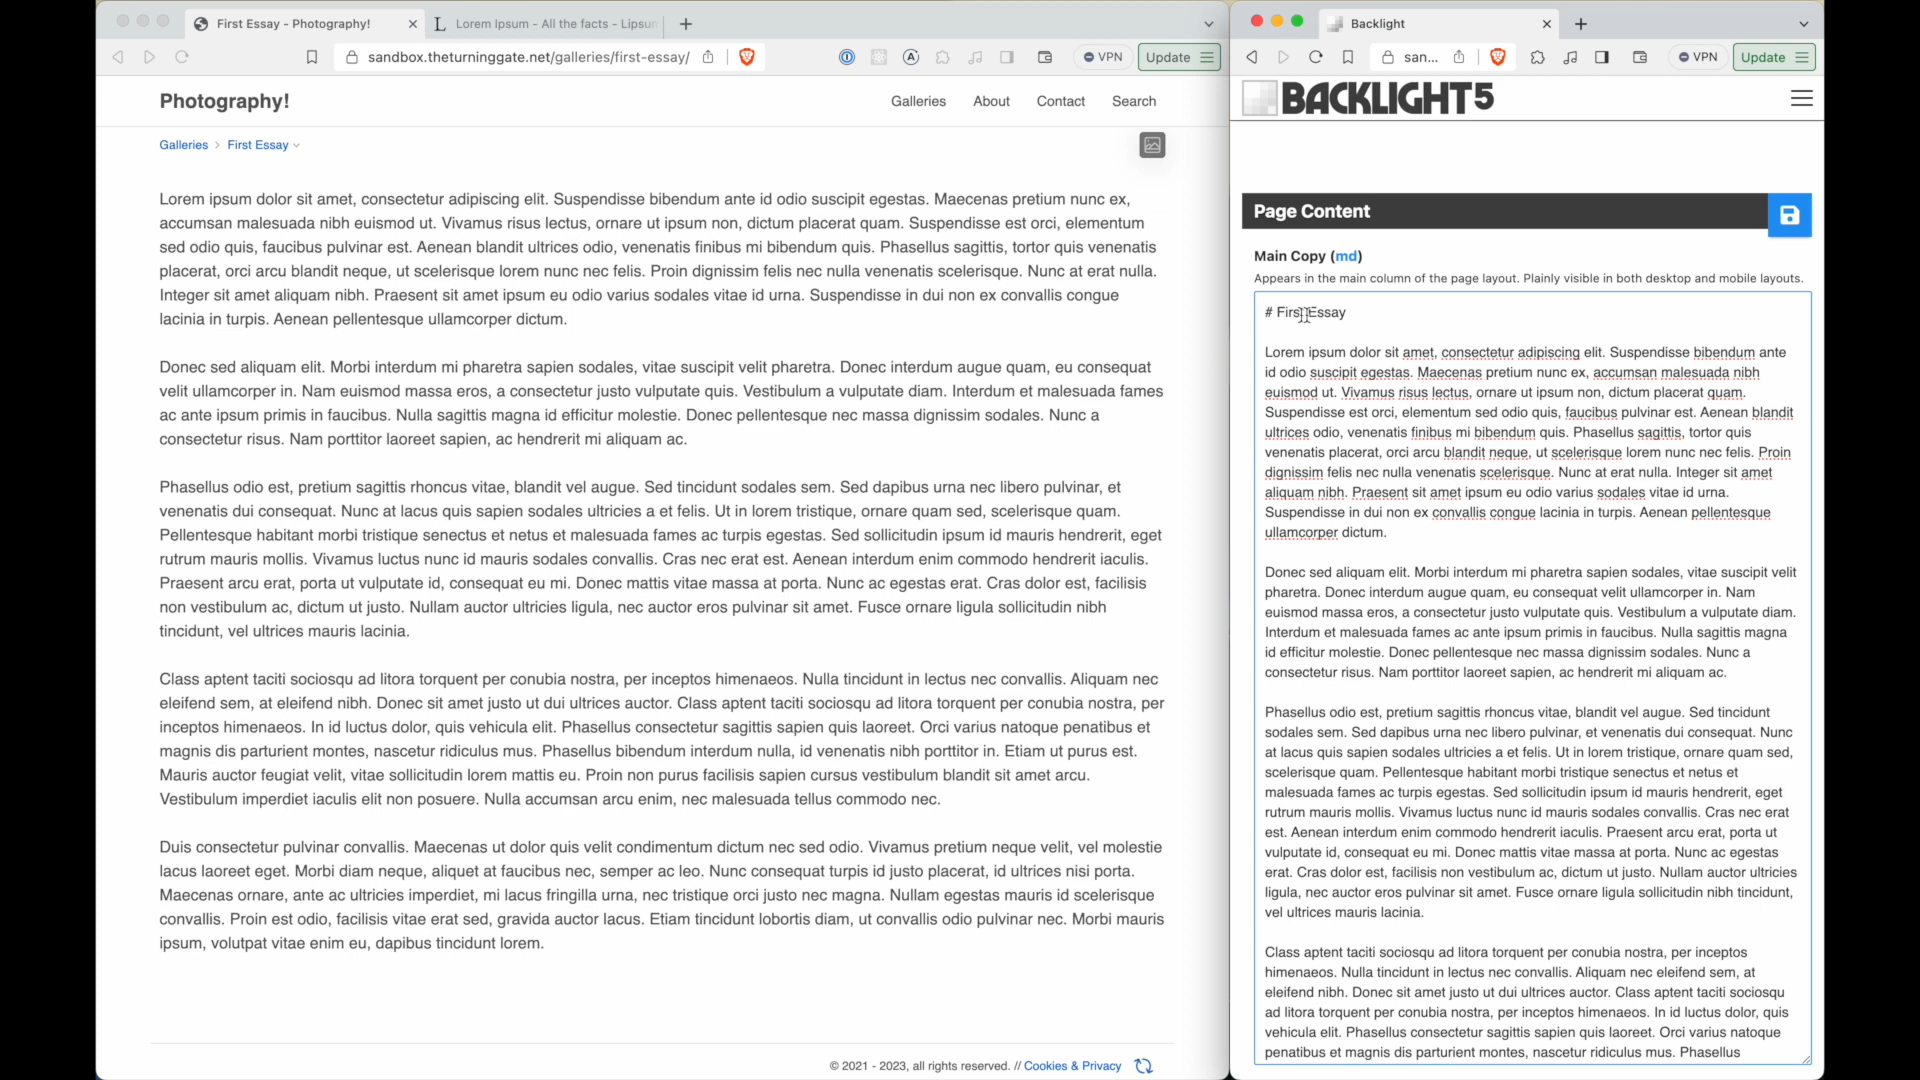 First Essay - Photography!
Lorem Ipsum - All the facts - Lipsum
sandbox.theturninggate.net/galleries/first-essay/
VPN
Update
Photography!
Galleries
About
Contact
Search
Galleries > First Essay
Lorem ipsum dolor sit amet, consectetur adipiscing elit. Suspendisse bibendum ante id odio suscipit egestas. Maecenas pretium nunc ex,
accumsan malesuada nibh euismod ut. Vivamus risus lectus, ornare ut ipsum non, dictum placerat quam. Suspendisse est orci, elementum
sed odio quis, faucibus pulvinar est. Aenean blandit ultrices odio, venenatis finibus mi bibendum quis. Phasellus sagittis, tortor quis venenatis
placerat, orci arcu blandit neque, ut scelerisque lorem nunc nec felis. Proin dignissim felis nec nulla venenatis scelerisque. Nunc at erat nulla.
Integer sit amet aliquam nibh. Praesent sit amet ipsum eu odio varius sodales vitae id urna. Suspendisse in dui non ex convallis congue
lacinia in turpis. Aenean pellentesque ullamcorper dictum.
Donec sed aliquam elit. Morbi interdum mi pharetra sapien sodales, vitae suscipit velit pharetra. Donec interdum augue quam, eu consequat
velit ullamcorper in. Nam euismod massa eros, a consectetur justo vulputate quis. Vestibulum a vulputate diam. Interdum et malesuada fames
ac ante ipsum primis in faucibus. Nulla sagittis magna id efficitur molestie. Donec pellentesque nec massa dignissim sodales. Nunc a
consectetur risus. Nam porttitor laoreet sapien, ac hendrerit mi aliquam ac.
Phasellus odio est, pretium sagittis rhoncus vitae, blandit vel augue. Sed tincidunt sodales sem. Sed dapibus urna nec libero pulvinar, et
venenatis dui consequat. Nunc at lacus quis sapien sodales ultricies a et felis. Ut in lorem tristique, ornare quam sed, scelerisque quam.
Pellentesque habitant morbi tristique senectus et netus et malesuada fames ac turpis egestas. Sed sollicitudin ipsum id mauris hendrerit, eget
rutrum mauris mollis. Vivamus luctus nunc id mauris sodales convallis. Cras nec erat est. Aenean interdum enim commodo hendrerit iaculis.
Praesent arcu erat, porta ut vulputate id, consequat eu mi. Donec mattis vitae massa at porta. Nunc ac egestas erat. Cras dolor est, facilisis
non vestibulum ac, dictum ut justo. Nullam auctor ultricies ligula, nec auctor eros pulvinar sit amet. Fusce ornare ligula sollicitudin nibh
tincidunt, vel ultrices mauris lacinia.
Class aptent taciti sociosqu ad litora torquent per conubia nostra, per inceptos himenaeos. Nulla tincidunt in lectus nec convallis. Aliquam nec
eleifend sem, at eleifend nibh. Donec sit amet justo ut dui ultrices auctor. Class aptent taciti sociosqu ad litora torquent per conubia nostra, per
inceptos himenaeos. In id luctus dolor, quis vehicula elit. Phasellus consectetur sagittis sapien quis laoreet. Orci varius natoque penatibus et
magnis dis parturient montes, nascetur ridiculus mus. Phasellus bibendum interdum nulla, id venenatis nibh porttitor in. Etiam ut purus est.
Mauris auctor feugiat velit, vitae sollicitudin lorem mattis eu. Proin non purus facilisis sapien cursus vestibulum blandit sit amet arcu.
Vestibulum imperdiet iaculis elit non posuere. Nulla accumsan arcu enim, nec malesuada tellus commodo nec.
Duis consectetur pulvinar convallis. Maecenas ut dolor quis velit condimentum dictum nec sed odio. Vivamus pretium neque velit, vel molestie
lacus laoreet eget. Morbi diam neque, aliquet at faucibus nec, semper ac leo. Nunc consequat turpis id justo placerat, id ultrices nisi porta.
Maecenas ornare, ante ac ultricies imperdiet, mi lacus fringilla urna, nec tristique orci justo nec magna. Nullam egestas mauris id scelerisque
convallis. Proin est odio, facilisis vitae erat sed, gravida auctor lacus. Etiam tincidunt lobortis diam, ut convallis odio pulvinar nec. Morbi mauris
ipsum, volutpat vitae enim eu, dapibus tincidunt lorem.
© 2021 - 2023, all rights reserved. // Cookies & Privacy
Backlight
san...
VPN
Update
BACKLIGHT 5
Page Content
Main Copy (md)
Appears in the main column of the page layout. Plainly visible in both desktop and mobile layouts.
# First Essay
Lorem ipsum dolor sit amet, consectetur adipiscing elit. Suspendisse bibendum ante
id odio suscipit egestas. Maecenas pretium nunc ex, accumsan malesuada nibh
euismod ut. Vivamus risus lectus, ornare ut ipsum non, dictum placerat quam.
Suspendisse est orci, elementum sed odio quis, faucibus pulvinar est. Aenean blandit
ultrices odio, venenatis finibus mi bibendum quis. Phasellus sagittis, tortor quis
venenatis placerat, orci arcu blandit neque, ut scelerisque lorem nunc nec felis. Proin
dignissim felis nec nulla venenatis scelerisque. Nunc at erat nulla. Integer sit amet
aliquam nibh. Praesent sit amet ipsum eu odio varius sodales vitae id urna.
Suspendisse in dui non ex convallis congue lacinia in turpis. Aenean pellentesque
ullamcorper dictum.
Donec sed aliquam elit. Morbi interdum mi pharetra sapien sodales, vitae suscipit velit
pharetra. Donec interdum augue quam, eu consequat velit ullamcorper in. Nam
euismod massa eros, a consectetur justo vulputate quis. Vestibulum a vulputate diam.
Interdum et malesuada fames ac ante ipsum primis in faucibus. Nulla sagittis magna
id efficitur molestie. Donec pellentesque nec massa dignissim sodales. Nunc a
consectetur risus. Nam porttitor laoreet sapien, ac hendrerit mi aliquam ac.
Phasellus odio est, pretium sagittis rhoncus vitae, blandit vel augue. Sed tincidunt
sodales sem. Sed dapibus urna nec libero pulvinar, et venenatis dui consequat. Nunc
at lacus quis sapien sodales ultricies a et felis. Ut in lorem tristique, ornare quam sed,
scelerisque quam. Pellentesque habitant morbi tristique senectus et netus et
malesuada fames ac turpis egestas. Sed sollicitudin ipsum id mauris hendrerit, eget
rutrum mauris mollis. Vivamus luctus nunc id mauris sodales convallis. Cras nec erat
est. Aenean interdum enim commodo hendrerit iaculis. Praesent arcu erat, porta ut
vulputate id, consequat eu mi. Donec mattis vitae massa at porta. Nunc ac egestas
erat. Cras dolor est, facilisis non vestibulum ac, dictum ut justo. Nullam auctor ultricies
ligula, nec auctor eros pulvinar sit amet. Fusce ornare ligula sollicitudin nibh tincidunt,
vel ultrices mauris lacinia.
Class aptent taciti sociosqu ad litora torquent per conubia nostra, per inceptos
himenaeos. Nulla tincidunt in lectus nec convallis. Aliquam nec eleifend sem, at
eleifend nibh. Donec sit amet justo ut dui ultrices auctor. Class aptent taciti sociosqu
ad litora torquent per conubia nostra, per inceptos himenaeos. In id luctus dolor, quis
vehicula elit. Phasellus consectetur sagittis sapien quis laoreet. Orci varius natoque
penatibus et magnis dis parturient montes, nascetur ridiculus mus. Phasellus